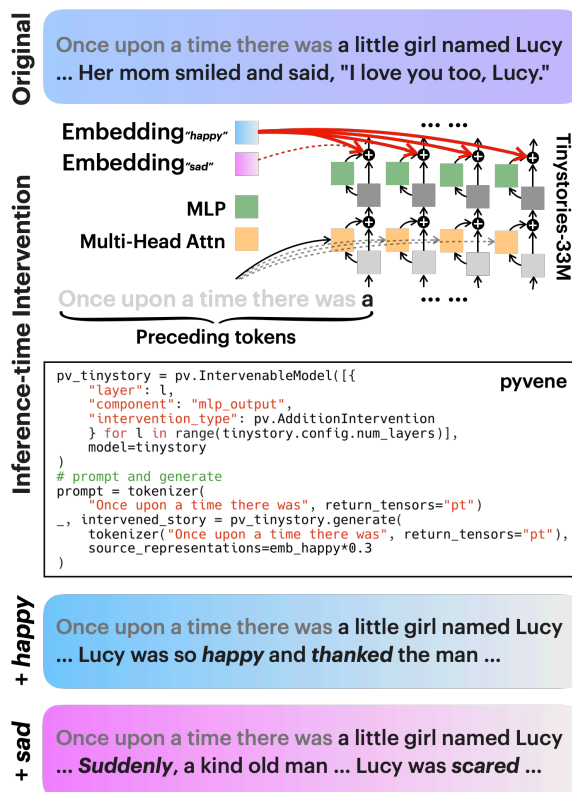 Original
Once upon a time there was a little girl named Lucy
... Her mom smiled and said, "I love you too, Lucy."
Inference-time Intervention
Embedding"happy"
Embedding"sad"
MLP
Multi-Head Attn
... ...
Tinystories-33M
Once upon a time there was a
... ...
Preceding tokens
pyvene
pv_tinystory = pv.IntervenableModel([{
    "layer": l,
    "component": "mlp_output",
    "intervention_type": pv.AdditionIntervention
    } for l in range(tinystory.config.num_layers)],
    model=tinystory
)
# prompt and generate
prompt = tokenizer(
    "Once upon a time there was", return_tensors="pt")
_, intervened_story = pv_tinystory.generate(
    tokenizer("Once upon a time there was", return_tensors="pt"),
    source_representations=emb_happy*0.3
)
+ happy
Once upon a time there was a little girl named Lucy
... Lucy was so happy and thanked the man ...
+ sad
Once upon a time there was a little girl named Lucy
... Suddenly, a kind old man ... Lucy was scared ...